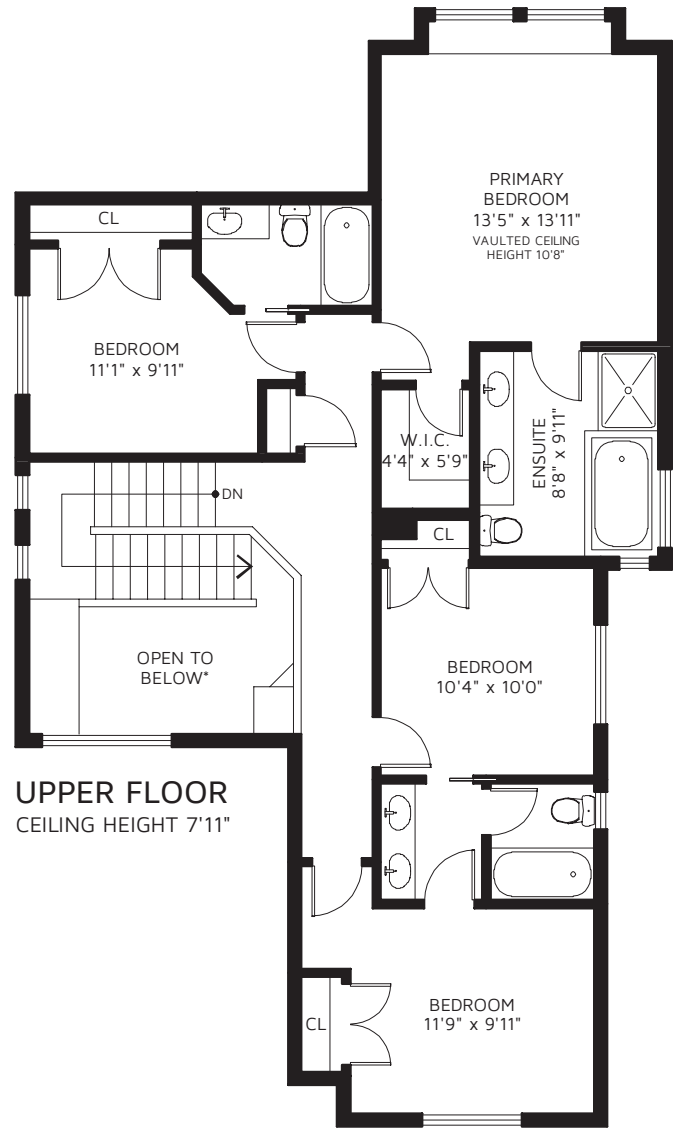 PRIMARY
BEDROOM
13'5" x 13'11"
VAULTED CEILING
HEIGHT 10'8"
CL
BEDROOM
11'1" x 9'11"
W.I.C.
4'4" x 5'9"
ENSUITE
8'8" x 9'11"
DN
CL
OPEN TO
BELOW*
BEDROOM
10'4" x 10'0"
UPPER FLOOR
CEILING HEIGHT 7'11"
BEDROOM
11'9" x 9'11"
CL